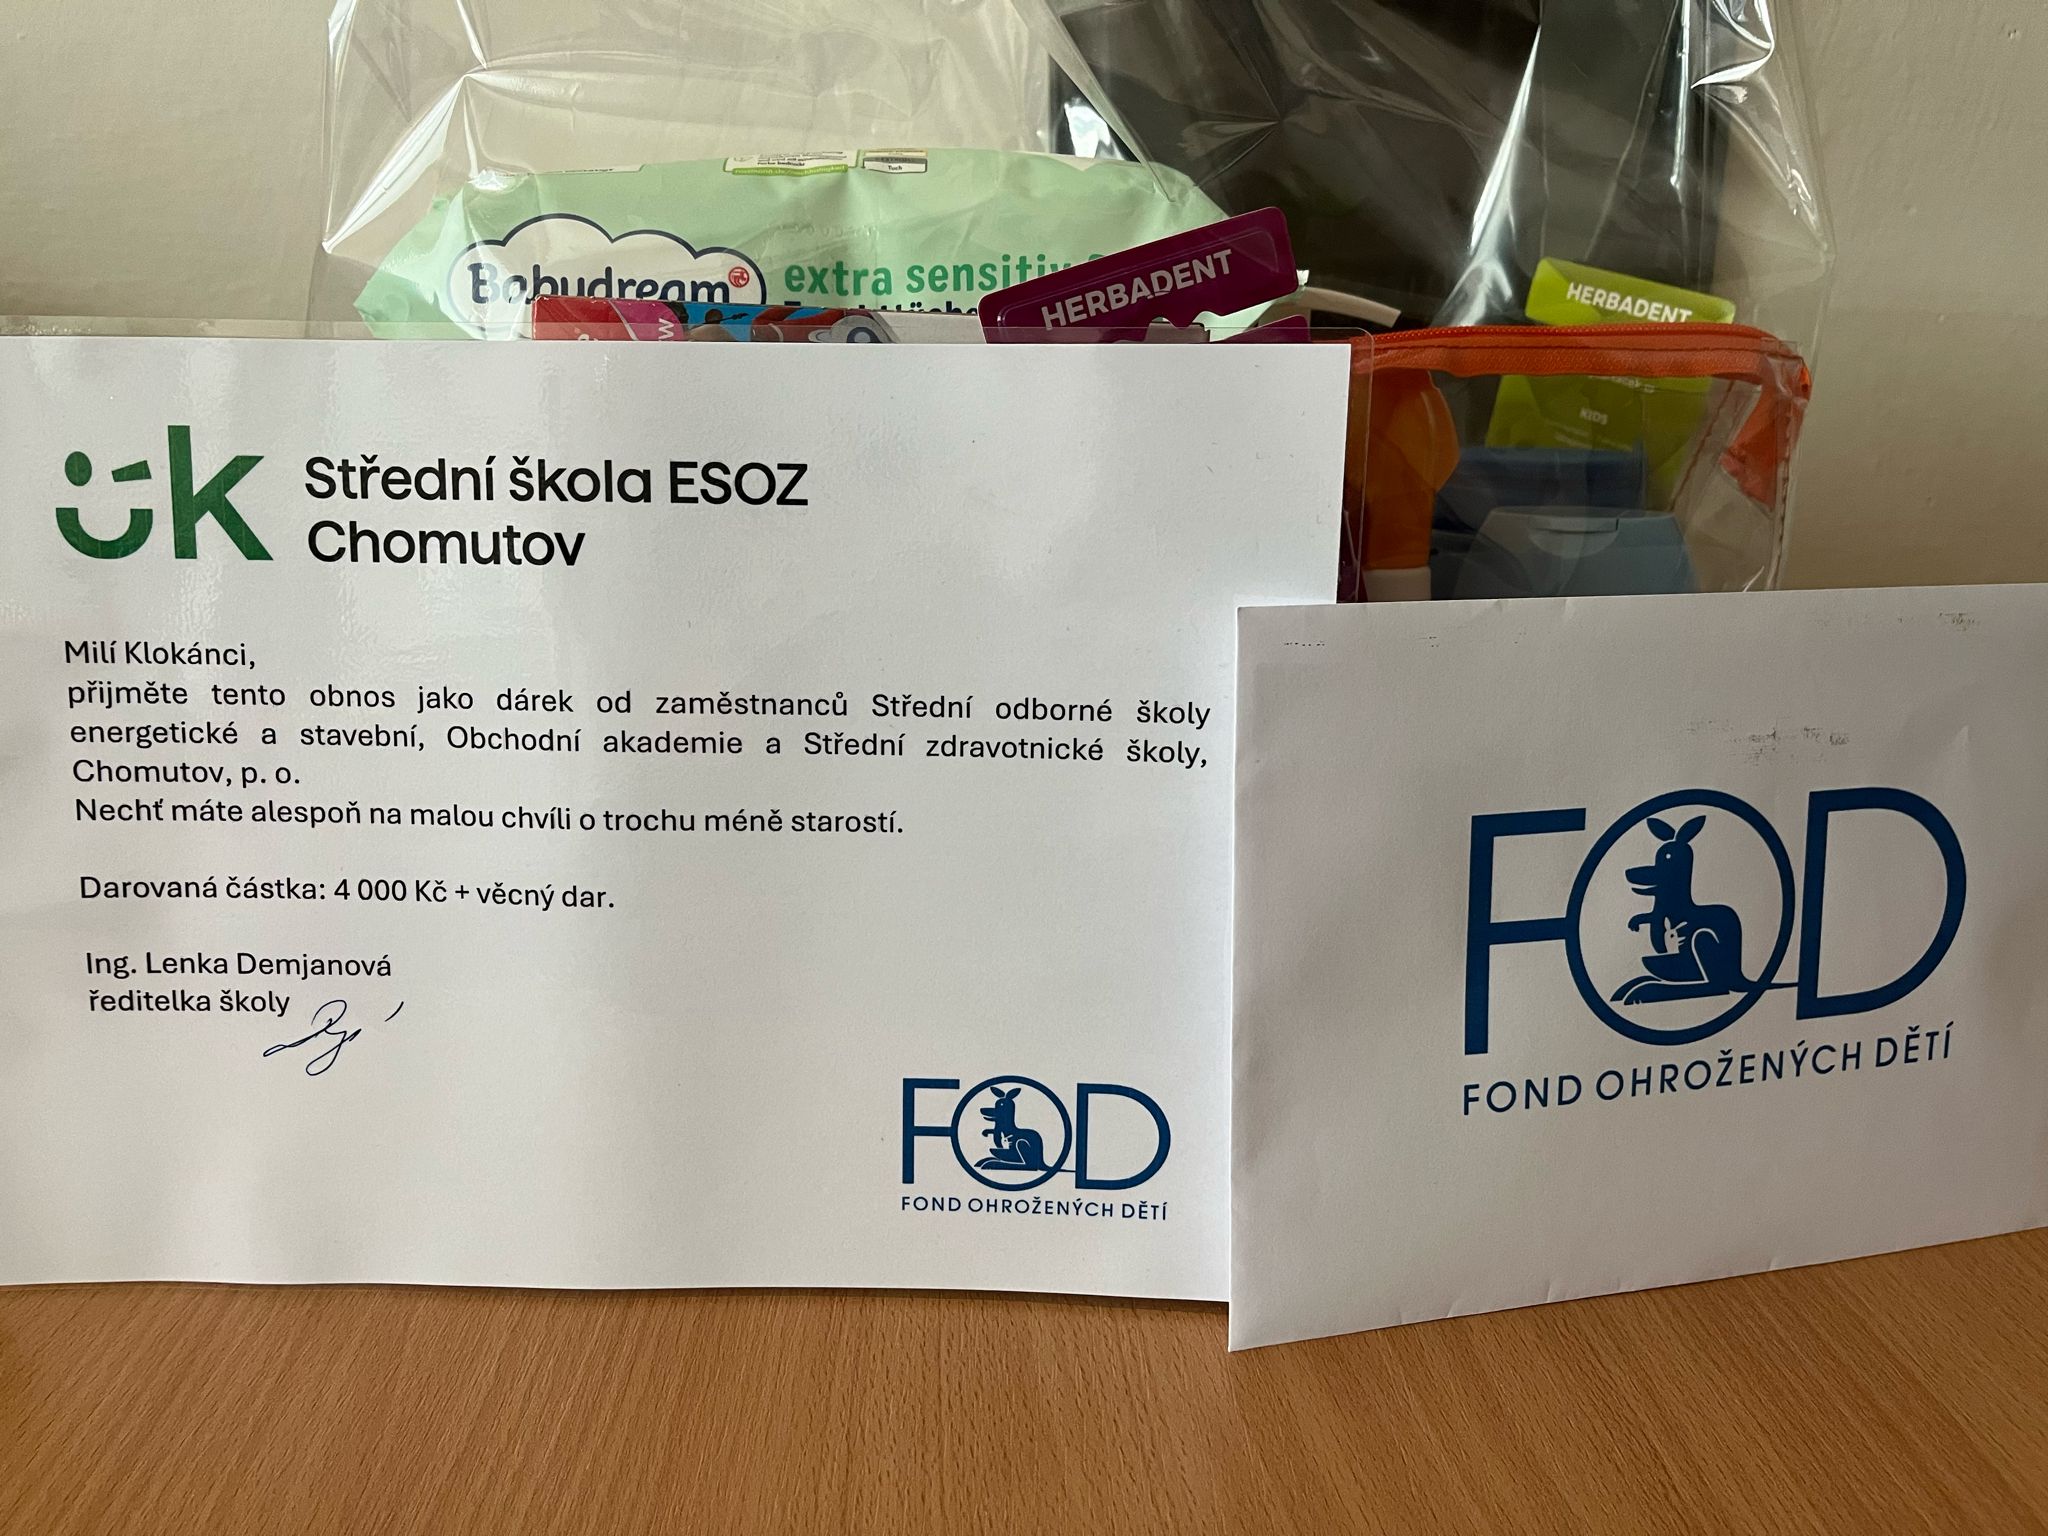 Babydream
extra sensitiv
HERBADENT
HERBADENT
KIDS
úk
Střední škola ESOZ
Chomutov
Milí Klokánci,
přijměte tento obnos jako dárek od zaměstnanců Střední odborné školy
energetické a stavební, Obchodní akademie a Střední zdravotnické školy,
Chomutov, p. o.
Nechť máte alespoň na malou chvíli o trochu méně starostí.
Darovaná částka: 4 000 Kč + věcný dar.
Ing. Lenka Demjanová
ředitelka školy
FOD
FOND OHROŽENÝCH DĚTÍ
FOD
FOND OHROŽENÝCH DĚTÍ